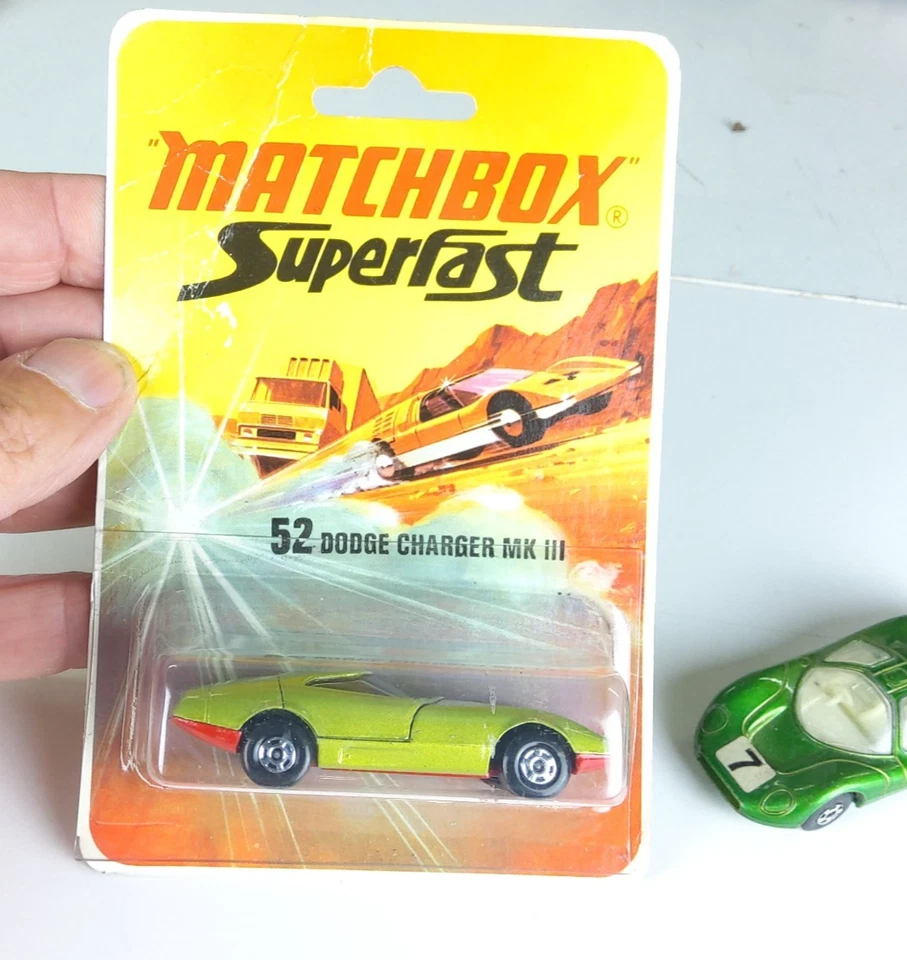 "MATCHBOX"®
Superfast
52 DODGE CHARGER MK III
7